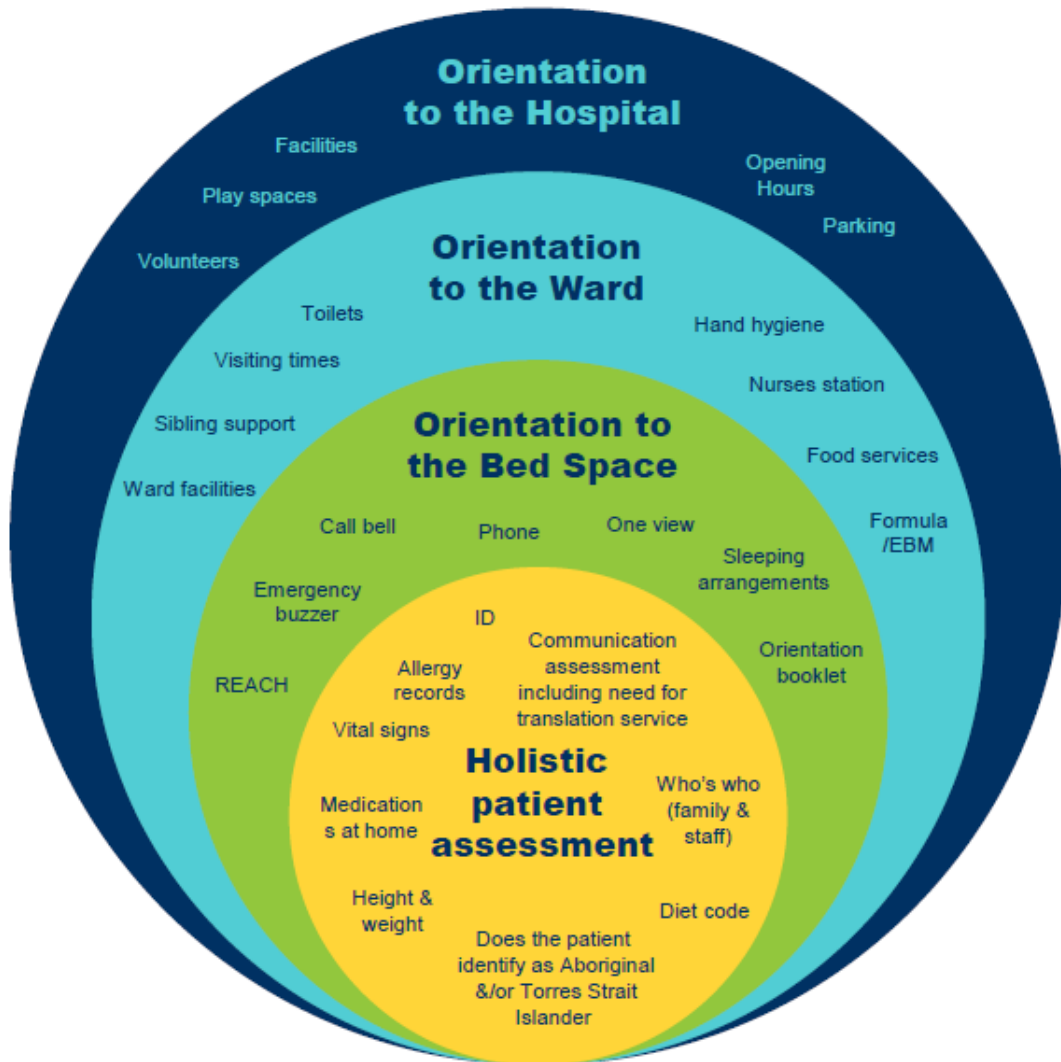 Orientation
to the Hospital
Facilities
Play spaces
Volunteers
Opening
Hours
Parking
Orientation
to the Ward
Toilets
Visiting times
Sibling support
Ward facilities
Hand hygiene
Nurses station
Food services
Formula
/EBM
Orientation to
the Bed Space
Call bell
Phone
One view
Sleeping
arrangements
Emergency
buzzer
REACH
Orientation
booklet
ID
Allergy
records
Communication
assessment
including need for
translation service
Vital signs
Holistic
patient
assessment
Medication
s at home
Who's who
(family &
staff)
Height &
weight
Diet code
Does the patient
identify as Aboriginal
&/or Torres Strait
Islander